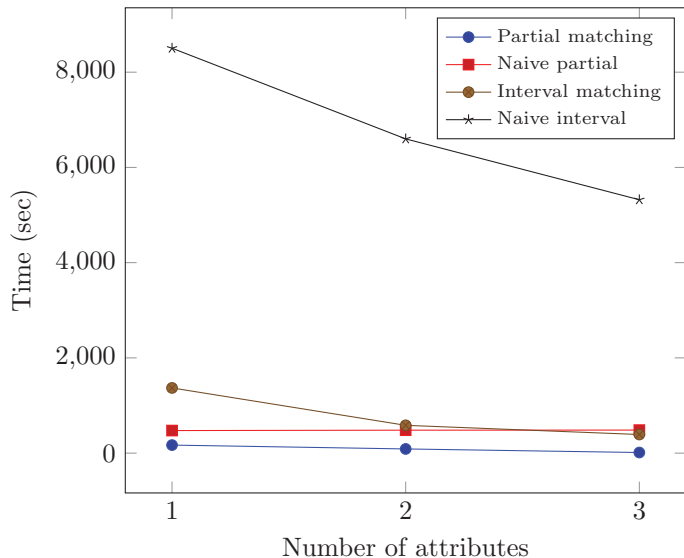 Partial matching
Naive partial
Interval matching
Naive interval
8,000
6,000
4,000
2,000
0
Time (sec)
1 2 3
Number of attributes